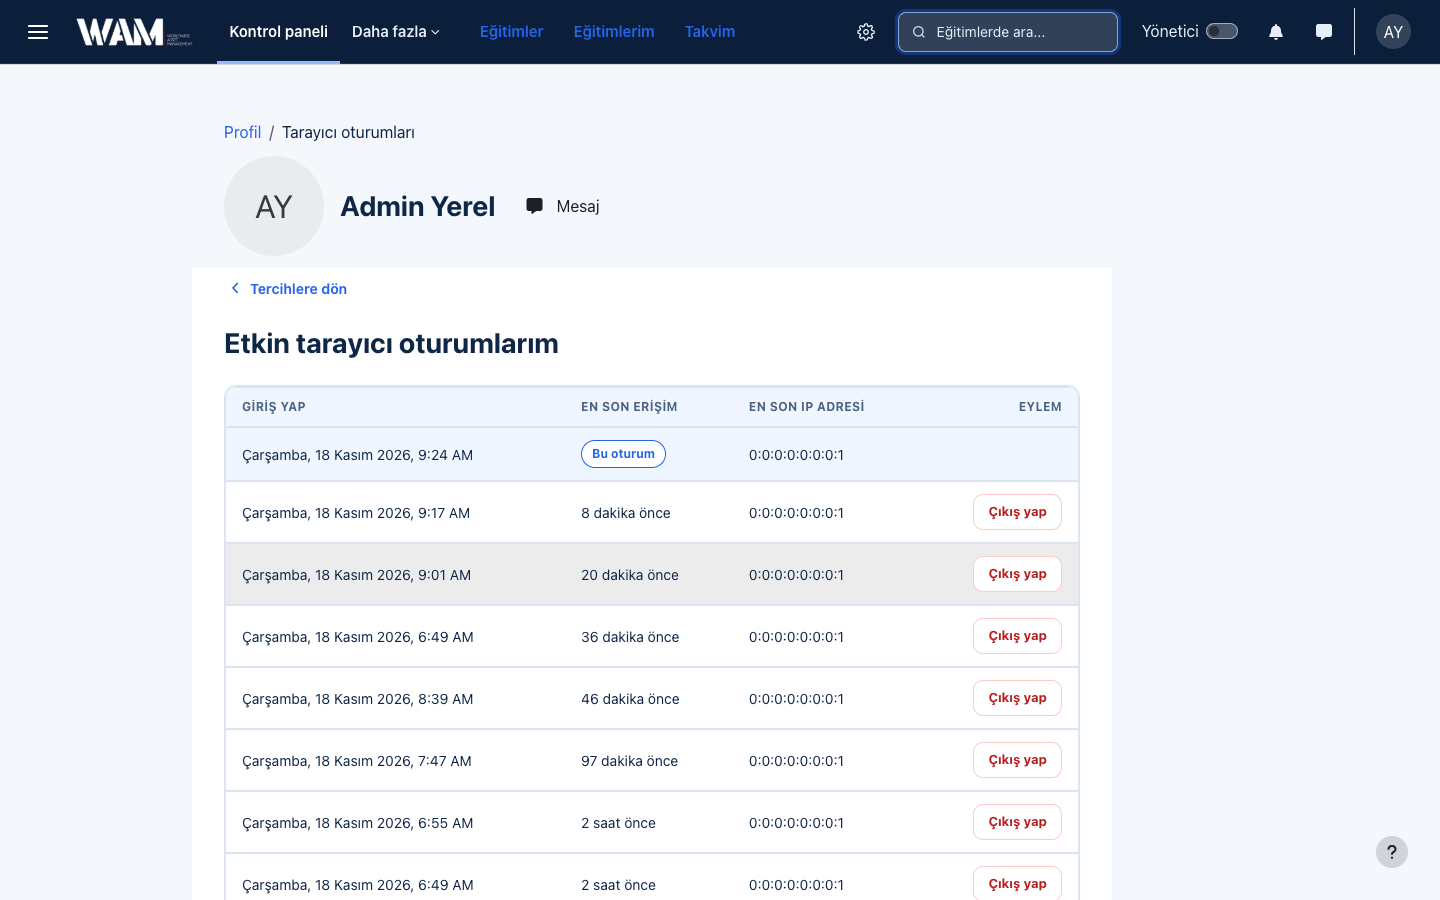 WAM
Kontrol paneli
Daha fazla
Eğitimler
Eğitimlerim
Takvim
Eğitimlerde ara...
Yönetici
AY
Profil / Tarayıcı oturumları
AY
Admin Yerel
Mesaj
Tercihlere dön
Etkin tarayıcı oturumlarım
GİRİŞ YAP EN SON ERİŞİM EN SON IP ADRESİ EYLEM
Çarşamba, 18 Kasım 2026, 9:24 AM Bu oturum 0:0:0:0:0:0:0:1
Çarşamba, 18 Kasım 2026, 9:17 AM 8 dakika önce 0:0:0:0:0:0:0:1 Çıkış yap
Çarşamba, 18 Kasım 2026, 9:01 AM 20 dakika önce 0:0:0:0:0:0:0:1 Çıkış yap
Çarşamba, 18 Kasım 2026, 6:49 AM 36 dakika önce 0:0:0:0:0:0:0:1 Çıkış yap
Çarşamba, 18 Kasım 2026, 8:39 AM 46 dakika önce 0:0:0:0:0:0:0:1 Çıkış yap
Çarşamba, 18 Kasım 2026, 7:47 AM 97 dakika önce 0:0:0:0:0:0:0:1 Çıkış yap
Çarşamba, 18 Kasım 2026, 6:55 AM 2 saat önce 0:0:0:0:0:0:0:1 Çıkış yap
Çarşamba, 18 Kasım 2026, 6:49 AM 2 saat önce 0:0:0:0:0:0:0:1 Çıkış yap
?